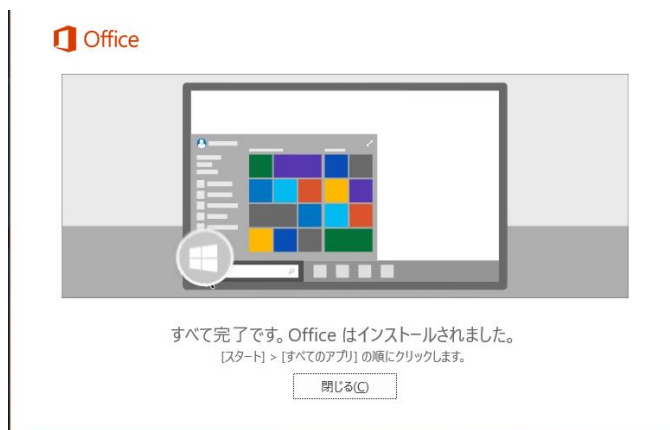 Office
すべて完了です。Office はインストールされました。
[スタート] > [すべてのアプリ] の順にクリックします。
閉じる(C)